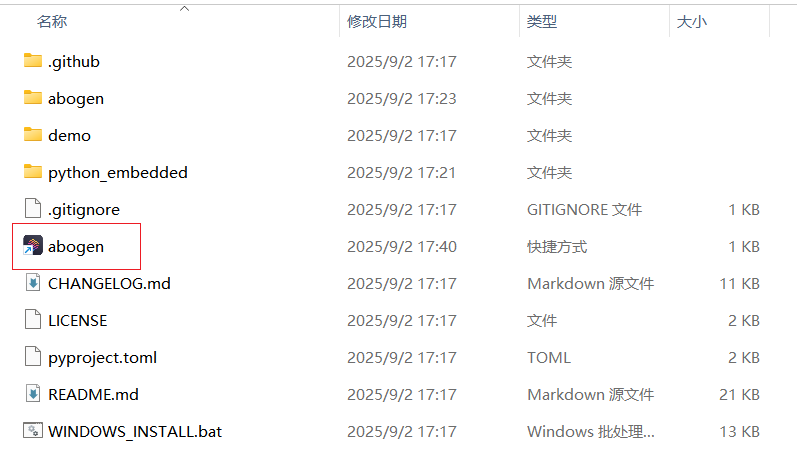 名称 修改日期 类型 大小
.github 2025/9/2 17:17 文件夹
abogen 2025/9/2 17:23 文件夹
demo 2025/9/2 17:17 文件夹
python_embedded 2025/9/2 17:21 文件夹
.gitignore 2025/9/2 17:17 GITIGNORE 文件 1 KB
abogen 2025/9/2 17:40 快捷方式 1 KB
CHANGELOG.md 2025/9/2 17:17 Markdown 源文件 11 KB
LICENSE 2025/9/2 17:17 文件 2 KB
pyproject.toml 2025/9/2 17:17 TOML 2 KB
README.md 2025/9/2 17:17 Markdown 源文件 21 KB
WINDOWS_INSTALL.bat 2025/9/2 17:17 Windows 批处理... 13 KB